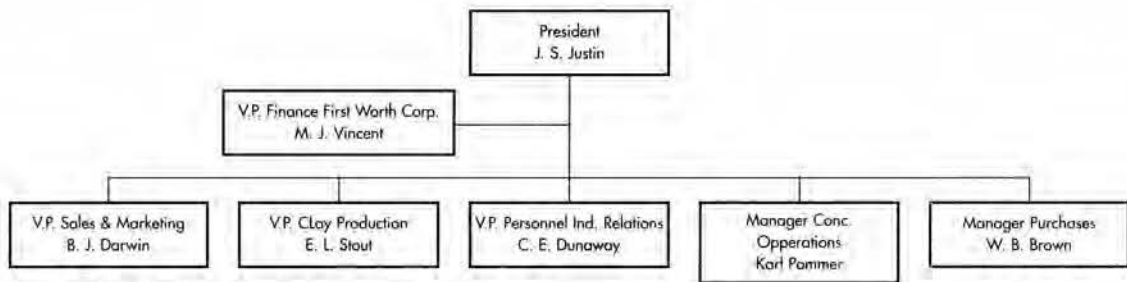 President
J. S. Justin
V.P. Finance First Worth Corp.
M. J. Vincent
V.P. Sales & Marketing
B. J. Darwin
V.P. CLay Production
E. L. Stout
V.P. Personnel Ind. Relations
C. E. Dunaway
Manager Conc.
Opperations
Karl Pammer
Manager Purchases
W. B. Brown